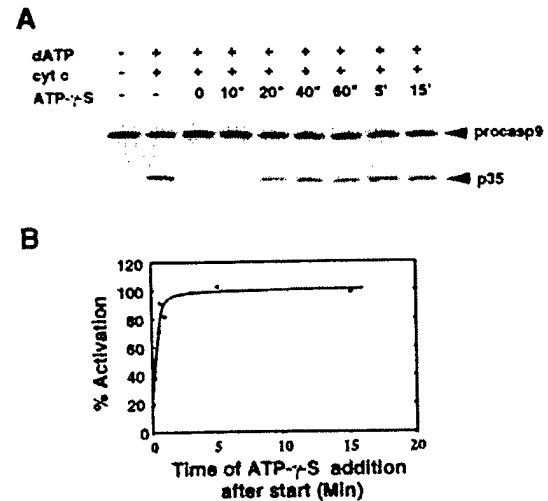 A
dATP - + + + + + + + +
cyt c - + + + + + + + +
ATP-γ-S - - 0 10" 20" 40" 60" 5' 15'
procasp9
p35
B
120
100
80
60
40
20
0
% Activation
0 5 10 15 20
Time of ATP-γ-S addition
after start (Min)